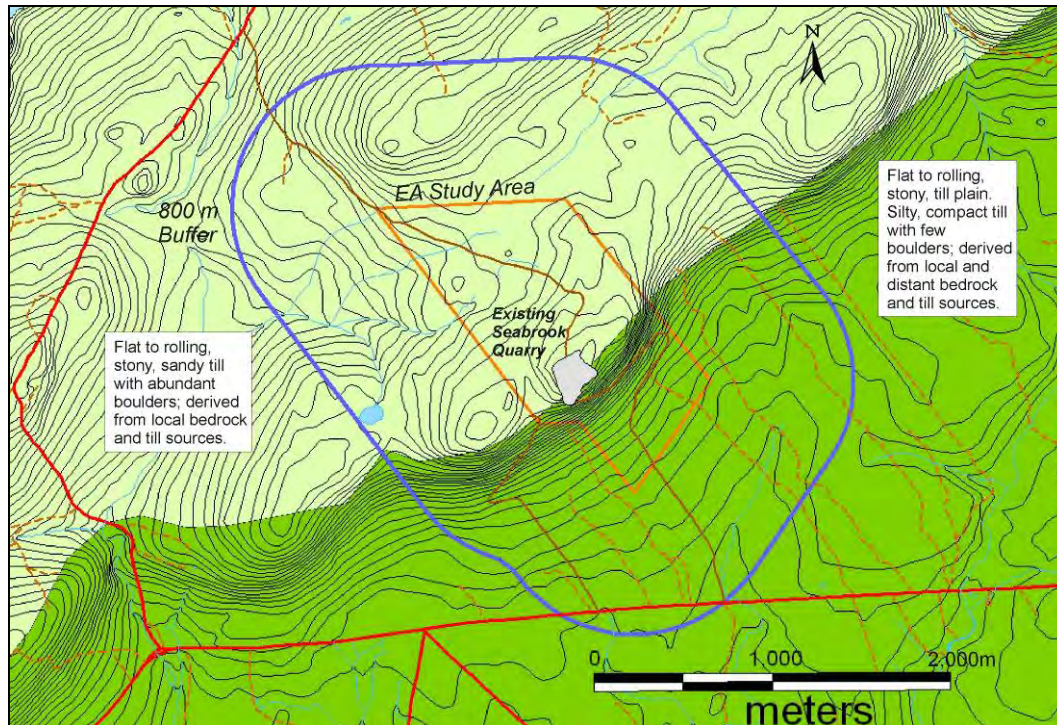 N
EA Study Area
800 m
Buffer
Existing
Seabrook
Quarry
Flat to rolling,
stony, till plain.
Silty, compact till
with few
boulders; derived
from local and
distant bedrock
and till sources.
Flat to rolling,
stony, sandy till
with abundant
boulders; derived
from local bedrock
and till sources.
0 1,000 2,000m
meters